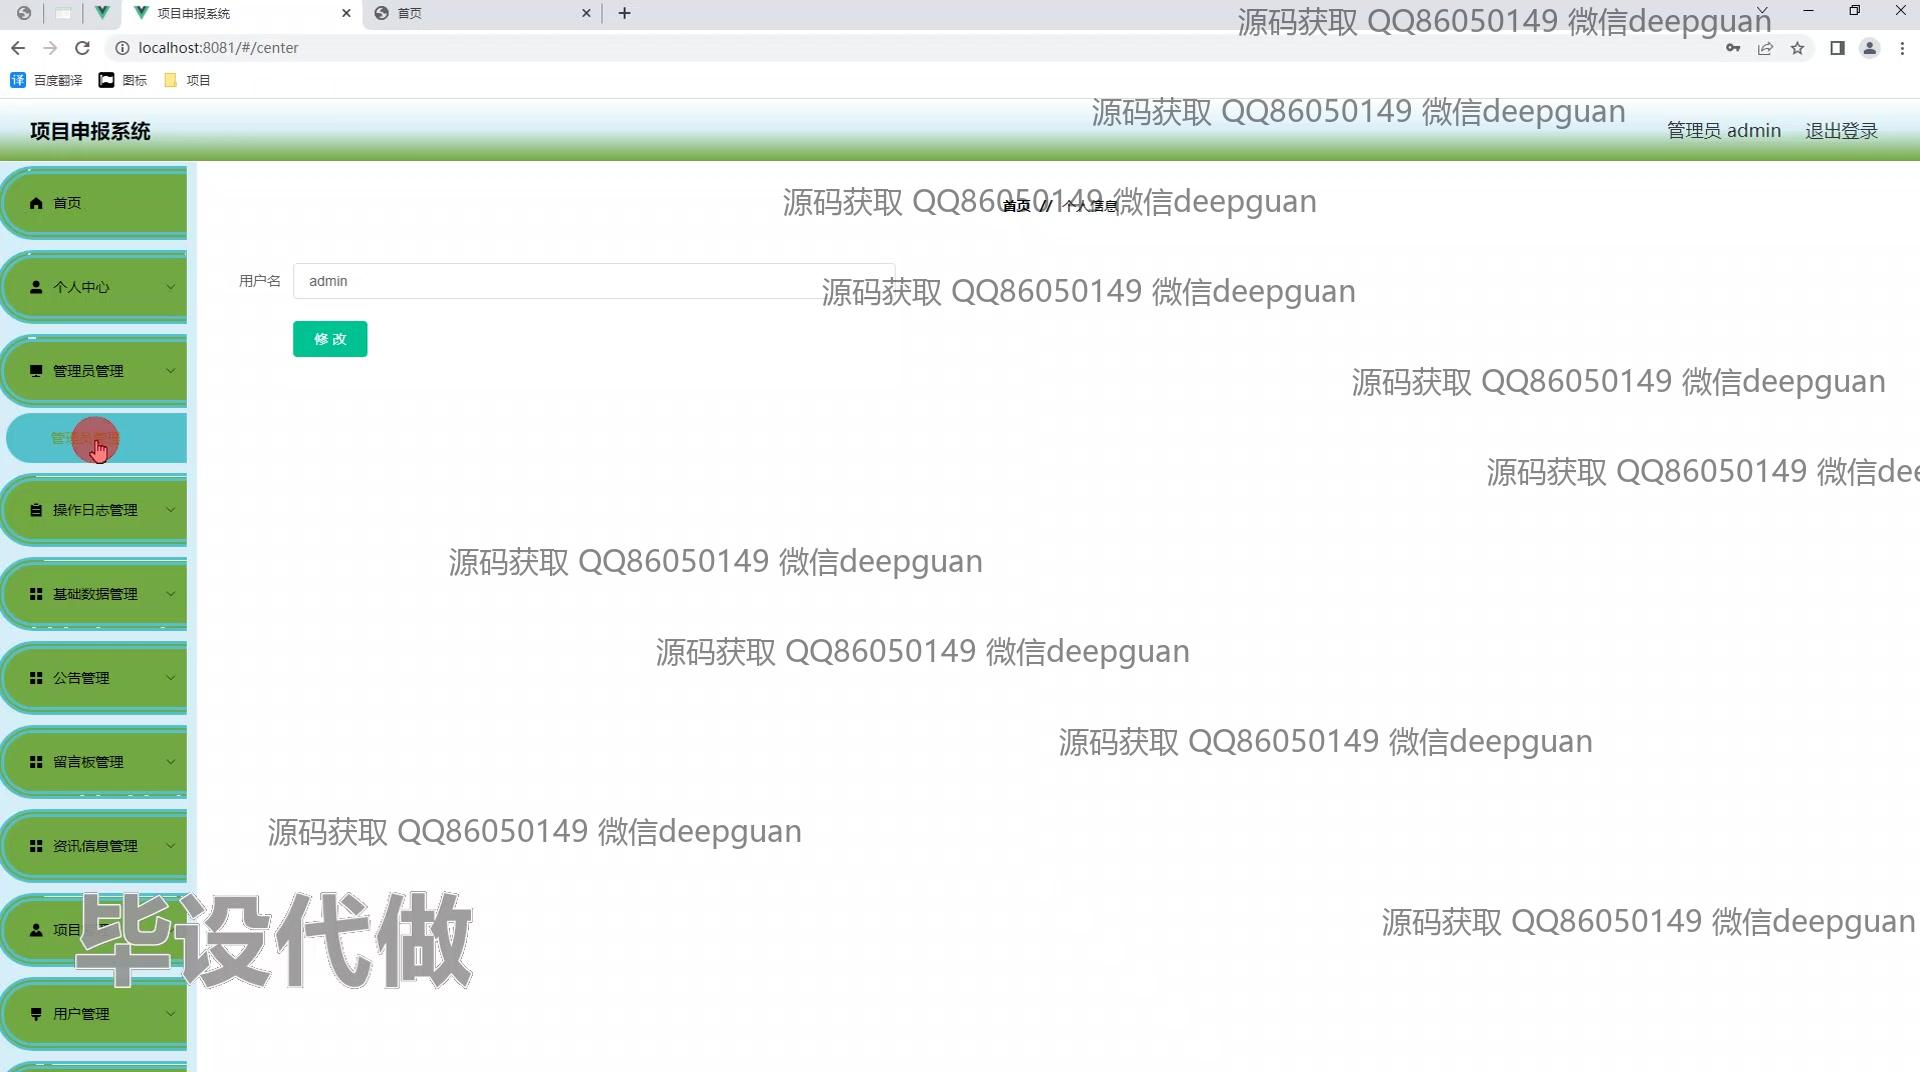 项目申报系统
首页
源码获取 QQ86050149 微信deepguan
localhost:8081/#/center
百度翻译
图标
项目
项目申报系统
源码获取 QQ86050149 微信deepguan
管理员 admin
退出登录
首页
源码获取 QQ86050149 微信deepguan
首页 // 个人信息
个人中心
用户名
admin
源码获取 QQ86050149 微信deepguan
修 改
管理员管理
源码获取 QQ86050149 微信deepguan
管理员管理
源码获取 QQ86050149 微信dee
操作日志管理
源码获取 QQ86050149 微信deepguan
基础数据管理
源码获取 QQ86050149 微信deepguan
公告管理
源码获取 QQ86050149 微信deepguan
留言板管理
源码获取 QQ86050149 微信deepguan
资讯信息管理
源码获取 QQ86050149 微信deepguan
项目
毕设代做
用户管理